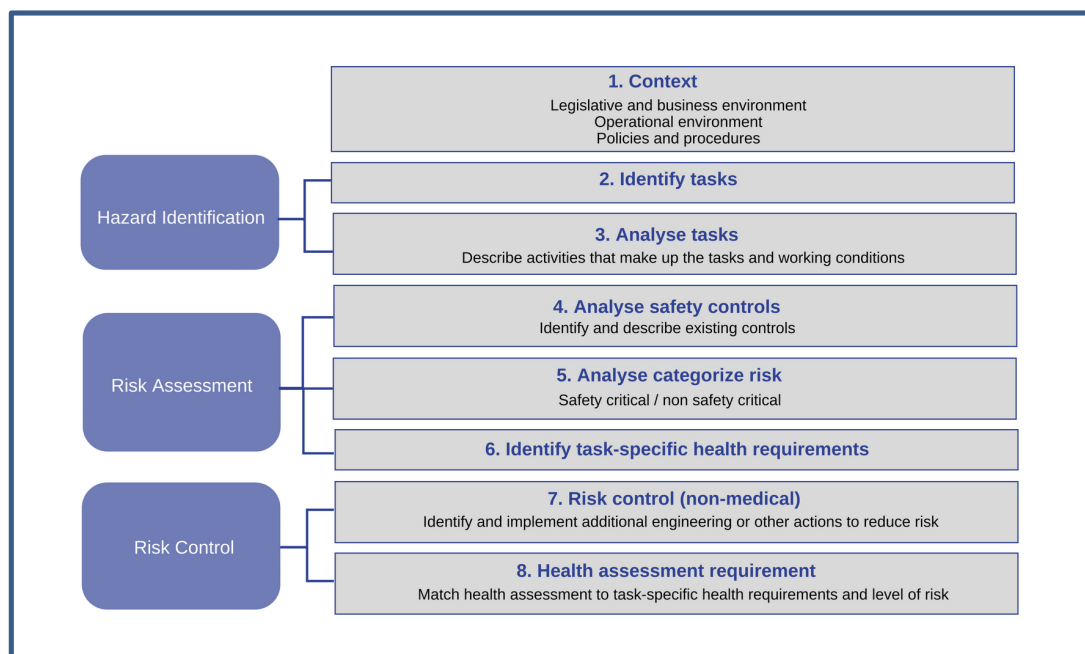 1. Context
Legislative and business environment
Operational environment
Policies and procedures
Hazard Identification
2. Identify tasks
3. Analyse tasks
Describe activities that make up the tasks and working conditions
Risk Assessment
4. Analyse safety controls
Identify and describe existing controls
5. Analyse categorize risk
Safety critical / non safety critical
6. Identify task-specific health requirements
Risk Control
7. Risk control (non-medical)
Identify and implement additional engineering or other actions to reduce risk
8. Health assessment requirement
Match health assessment to task-specific health requirements and level of risk